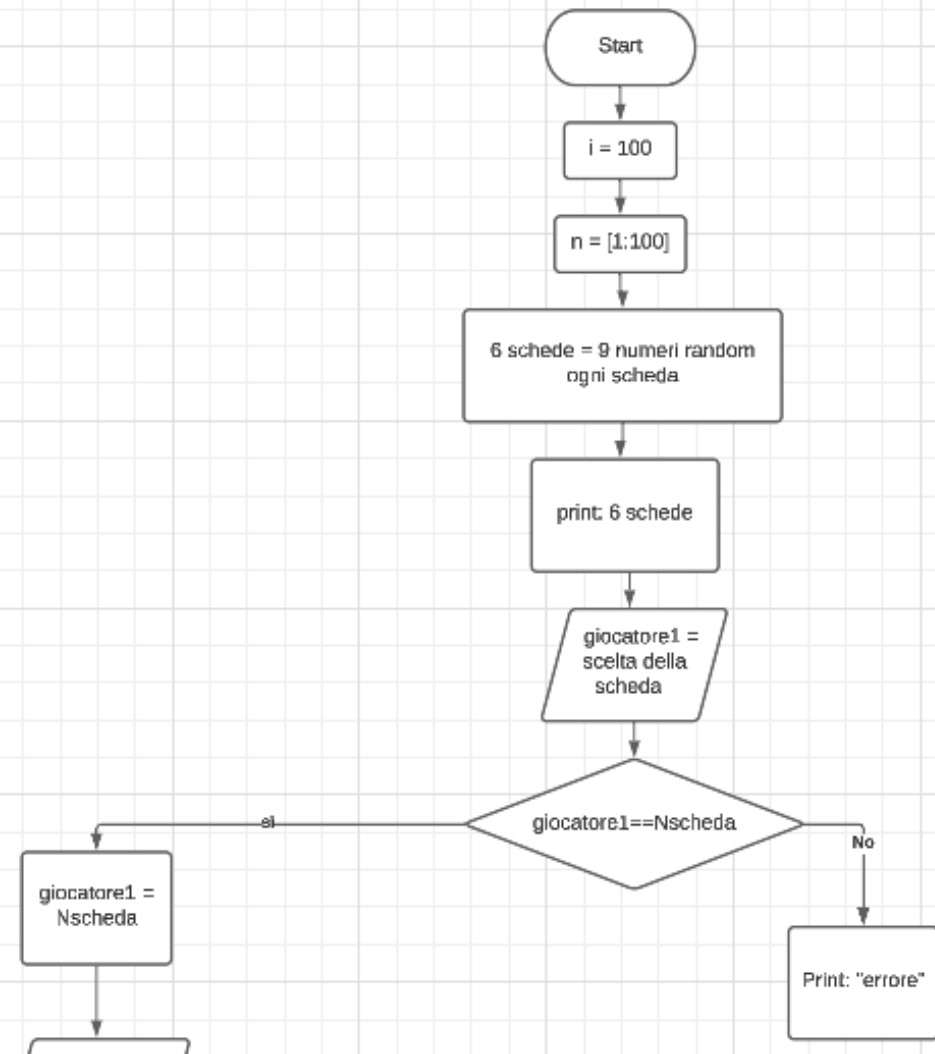 Start
i = 100
n = [1:100]
6 schede = 9 numeri random
ogni scheda
print: 6 schede
giocatore1 =
scelta della
scheda
giocatore1==Nscheda
si
No
giocatore1 =
Nscheda
Print: "errore"